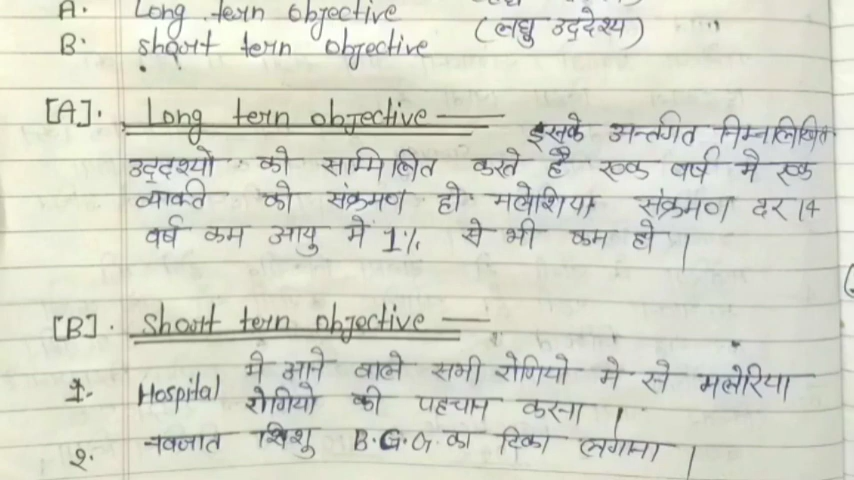 A. Long tern objective
B. short tern objective (लघु उद्देश्य)
[A]. Long tern objective —
इसके अन्तर्गत निम्नलिखित
उद्दश्यो को साम्मिलित करते है एक वर्ष मे एक
व्याक्ति को संक्रमण हो मलेशिया संक्रमण दर 14
वर्ष कम आयु में 1% से भी कम हो |
[B]. Short tern objective —
1. Hospital मे आने वाले सभी रोगियो मे से मलेरिया
रोगियो की पहचाम करना |
2. नवजात शिशु B.G.G. का टिका लगाना |